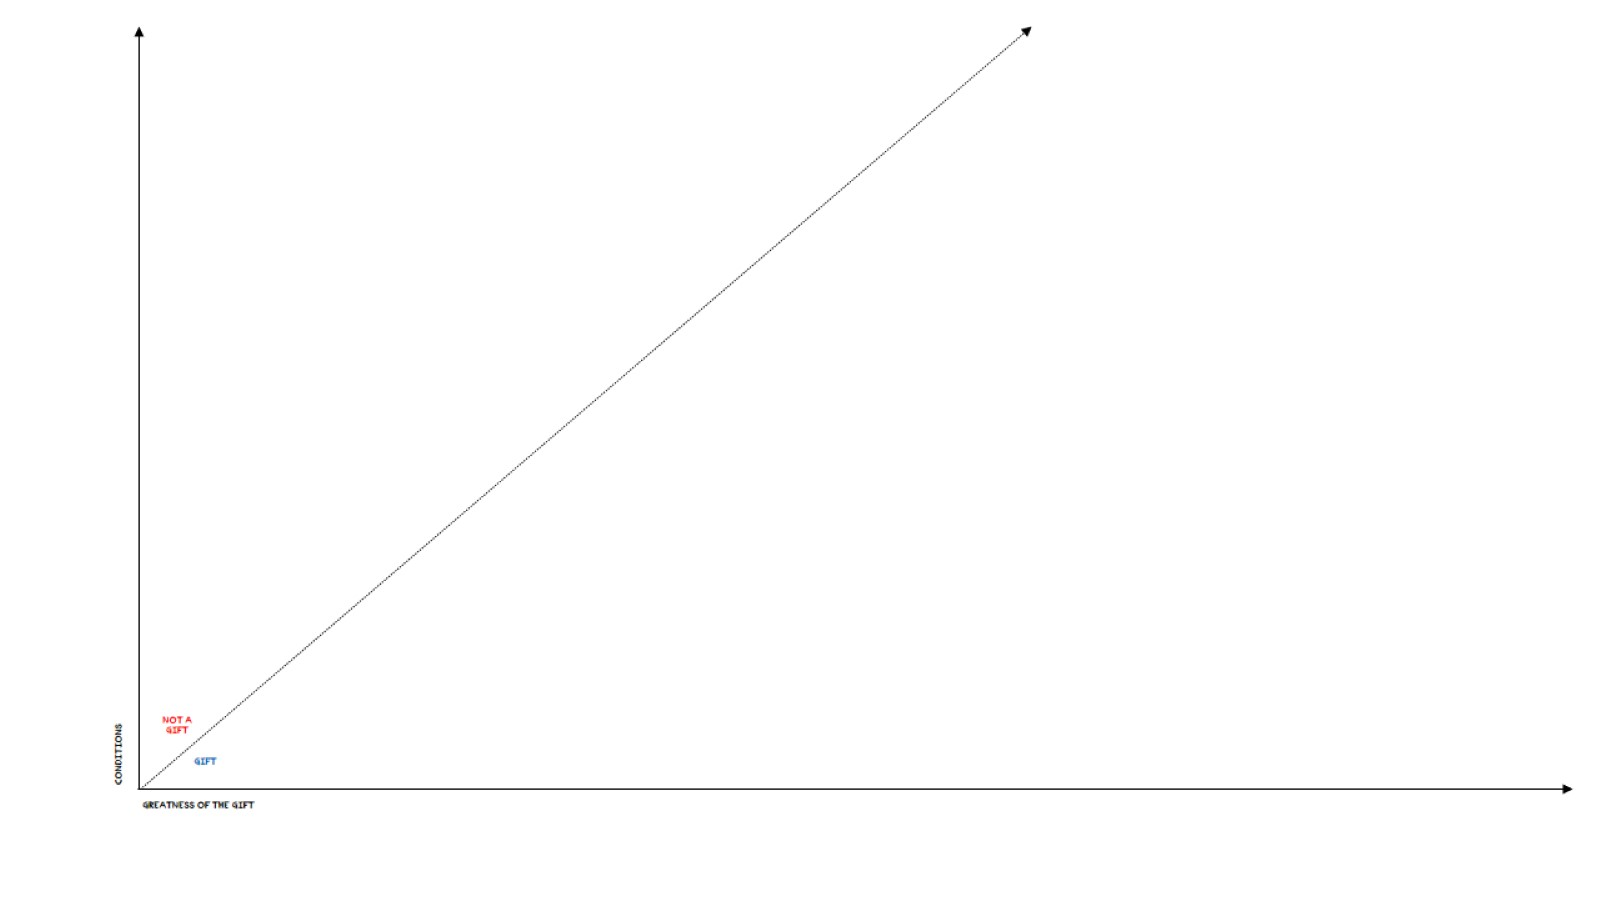 NOT A
GIFT
GIFT
CONDITIONS
GREATNESS OF THE GIFT